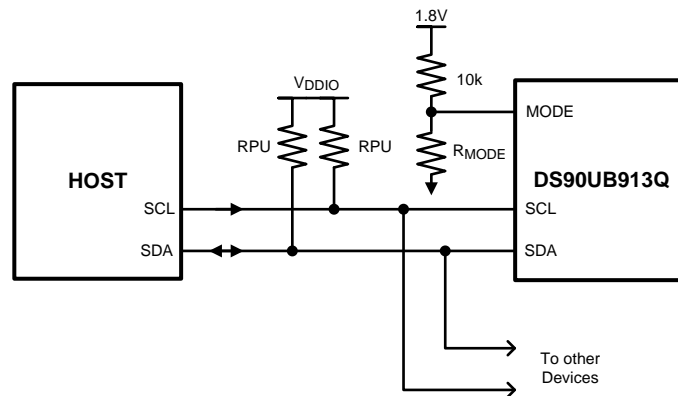 1.8V
10k
VDDIO
MODE
RPU
RPU
RMODE
HOST
DS90UB913Q
SCL
SCL
SDA
SDA
To other
Devices